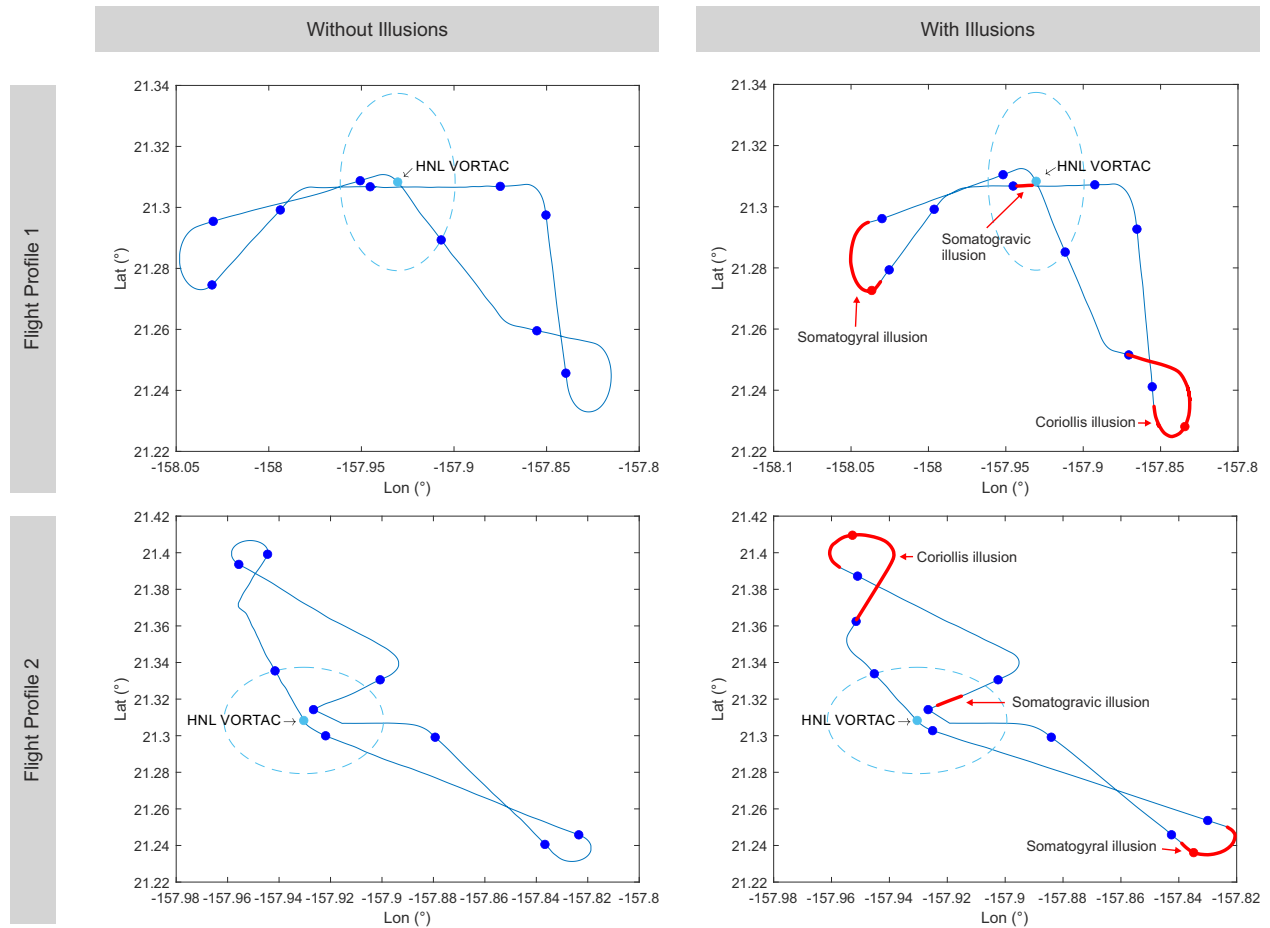 Without Illusions
With Illusions
Flight Profile 1
21.34
21.32
21.3
21.28
21.26
21.24
21.22
Lat (°)
HNL VORTAC
-158.05
-158
-157.95
-157.9
-157.85
-157.8
Lon (°)
21.34
21.32
21.3
21.28
21.26
21.24
21.22
Lat (°)
HNL VORTAC
Somatogravic
illusion
Somatogyral illusion
Coriollis illusion
-158.1
-158.05
-158
-157.95
-157.9
-157.85
-157.8
Lon (°)
Flight Profile 2
21.42
21.4
21.38
21.36
21.34
21.32
21.3
21.28
21.26
21.24
21.22
Lat (°)
HNL VORTAC
-157.98
-157.96
-157.94
-157.92
-157.9
-157.88
-157.86
-157.84
-157.82
-157.8
Lon (°)
21.42
21.4
21.38
21.36
21.34
21.32
21.3
21.28
21.26
21.24
21.22
Lat (°)
Coriollis illusion
Somatogravic illusion
HNL VORTAC
Somatogyral illusion
-157.98
-157.96
-157.94
-157.92
-157.9
-157.88
-157.86
-157.84
-157.82
Lon (°)